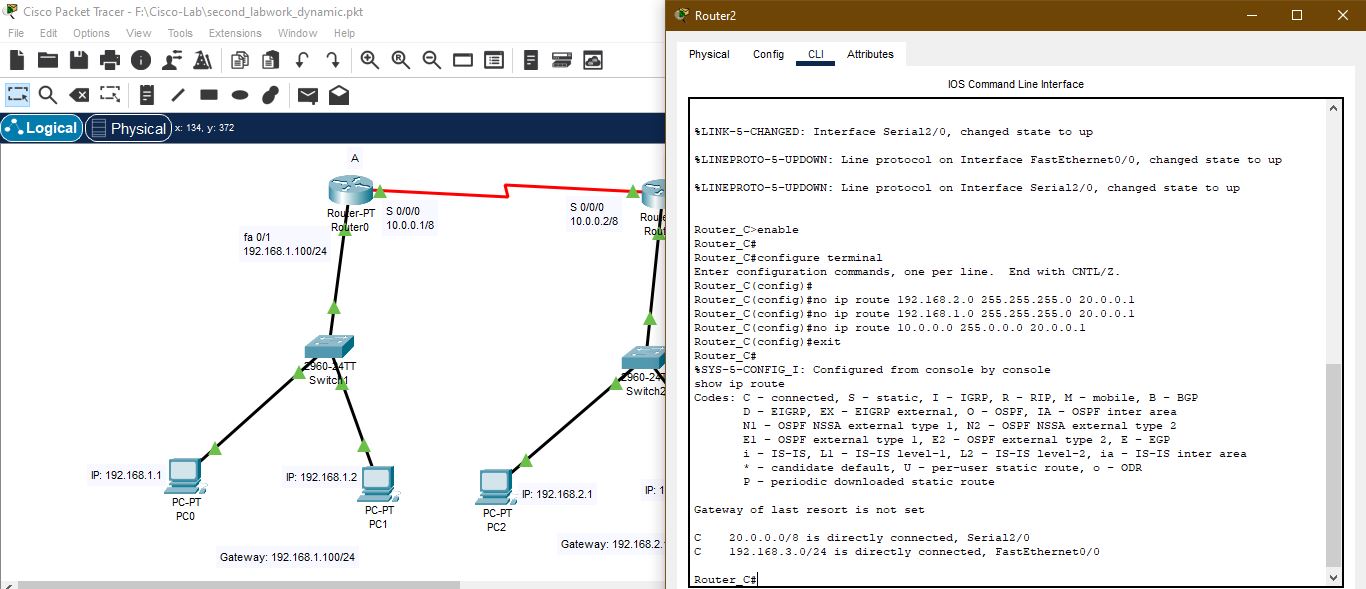 Cisco Packet Tracer - F:\Cisco-Lab\second_labwork_dynamic.pkt
File Edit Options View Tools Extensions Window Help
Logical Physical x: 134, y: 372
A
Router-PT
Router0
S 0/0/0
10.0.0.1/8
S 0/0/0
10.0.0.2/8
Rou
fa 0/1
192.168.1.100/24
2960-24TT
Switch1
2960-24T
Switch2
IP: 192.168.1.1
PC-PT
PC0
IP: 192.168.1.2
PC-PT
PC1
IP: 192.168.2.1
PC-PT
PC2
IP: 1
Gateway: 192.168.1.100/24
Gateway: 192.168.2.
Router2
Physical Config CLI Attributes
IOS Command Line Interface
%LINK-5-CHANGED: Interface Serial2/0, changed state to up
%LINEPROTO-5-UPDOWN: Line protocol on Interface FastEthernet0/0, changed state to up
%LINEPROTO-5-UPDOWN: Line protocol on Interface Serial2/0, changed state to up
Router_C>enable
Router_C#
Router_C#configure terminal
Enter configuration commands, one per line.  End with CNTL/Z.
Router_C(config)#
Router_C(config)#no ip route 192.168.2.0 255.255.255.0 20.0.0.1
Router_C(config)#no ip route 192.168.1.0 255.255.255.0 20.0.0.1
Router_C(config)#no ip route 10.0.0.0 255.0.0.0 20.0.0.1
Router_C(config)#exit
Router_C#
%SYS-5-CONFIG_I: Configured from console by console
show ip route
Codes: C - connected, S - static, I - IGRP, R - RIP, M - mobile, B - BGP
D - EIGRP, EX - EIGRP external, O - OSPF, IA - OSPF inter area
N1 - OSPF NSSA external type 1, N2 - OSPF NSSA external type 2
E1 - OSPF external type 1, E2 - OSPF external type 2, E - EGP
i - IS-IS, L1 - IS-IS level-1, L2 - IS-IS level-2, ia - IS-IS inter area
* - candidate default, U - per-user static route, o - ODR
P - periodic downloaded static route
Gateway of last resort is not set
C    20.0.0.0/8 is directly connected, Serial2/0
C    192.168.3.0/24 is directly connected, FastEthernet0/0
Router_C#